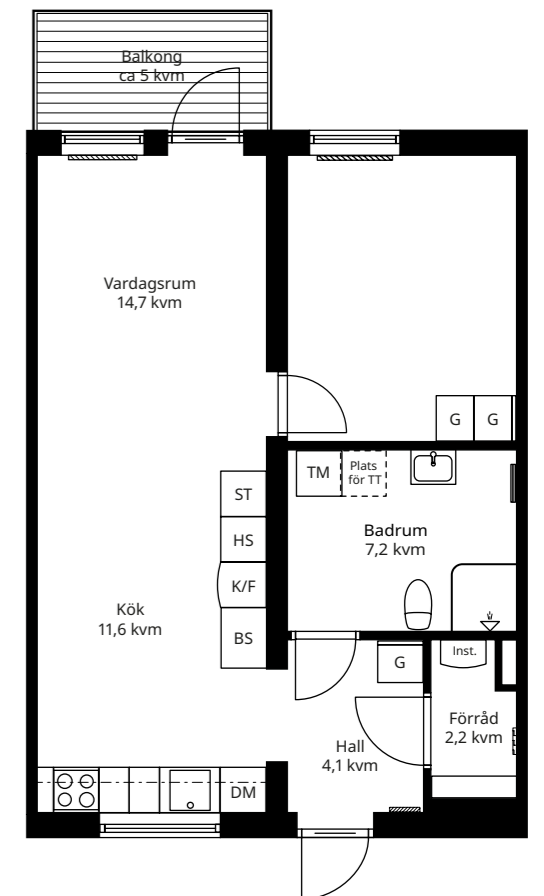 Balkong
ca 5 kvm
Vardagsrum
14,7 kvm
G
G
ST
HS
K/F
BS
TM
Plats
för TT
Badrum
7,2 kvm
Kök
11,6 kvm
G
Inst.
Förråd
2,2 kvm
Hall
4,1 kvm
DM